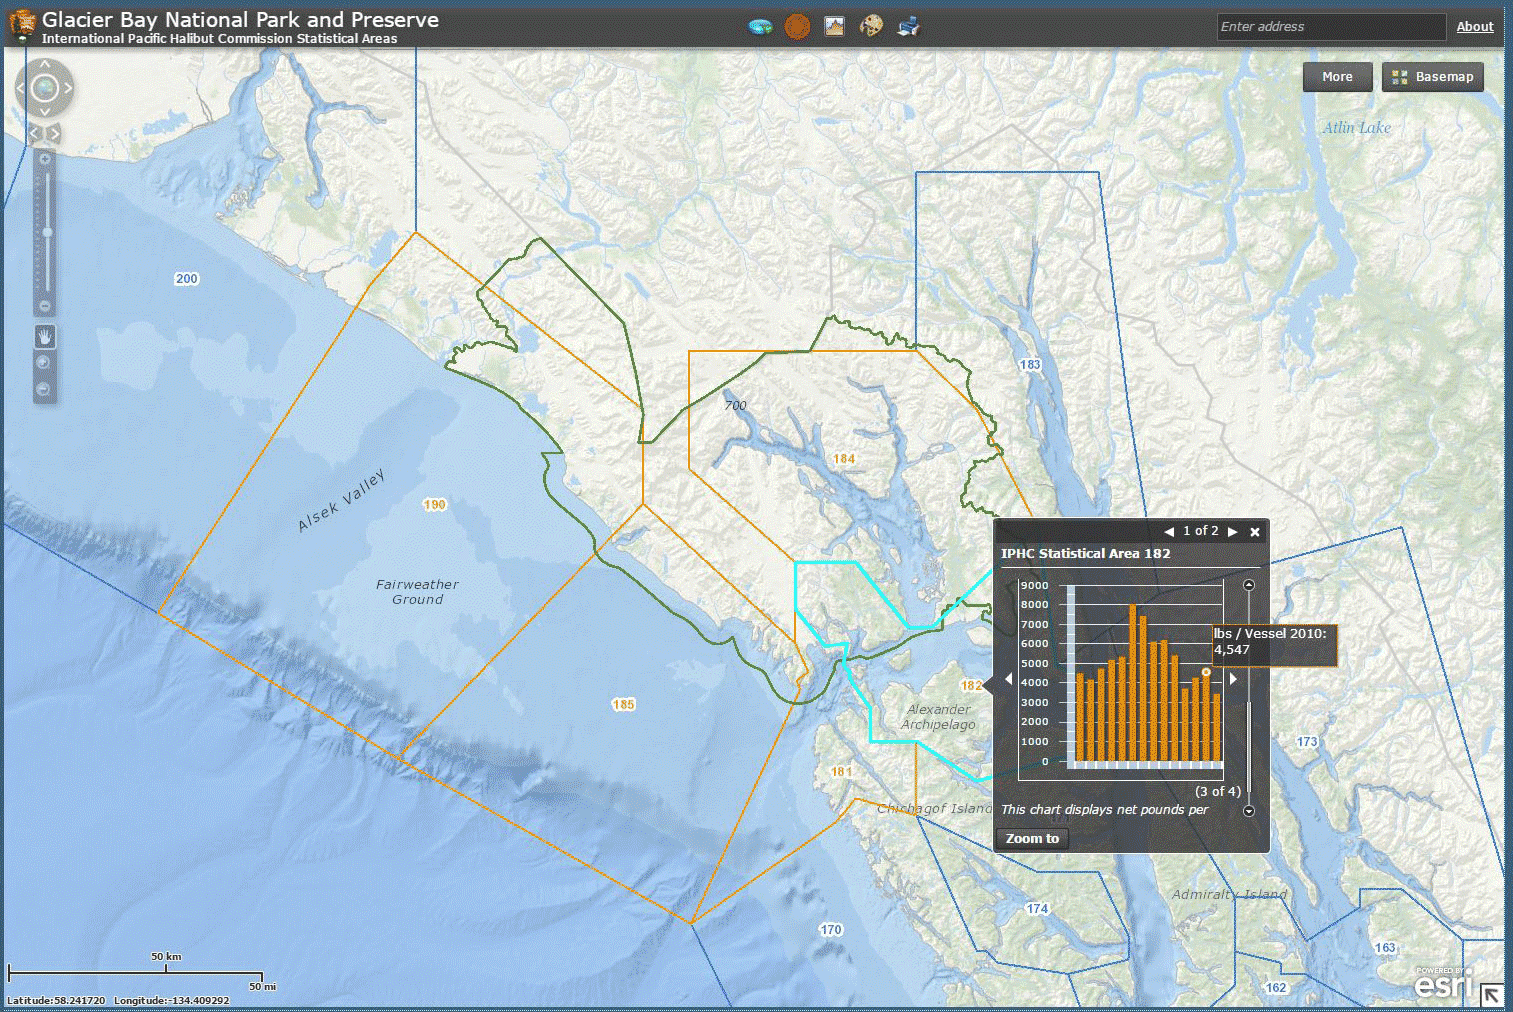 Glacier Bay National Park and Preserve
International Pacific Halibut Commission Statistical Areas
Enter address
About
More
Basemap
Atlin Lake
200
183
700
184
Alsek Valley
190
Fairweather
Ground
1 of 2
IPHC Statistical Area 182
9000
8000
7000
6000
5000
4000
3000
2000
1000
0
lbs / Vessel 2010:
4,547
(3 of 4)
This chart displays net pounds per
Zoom to
182
185
Alexander
Archipelago
173
181
Chichagof Island
Admiralty Island
174
170
163
162
50 km
50 mi
Latitude:58.241720 Longitude:-134.409292
POWERED BY
esri